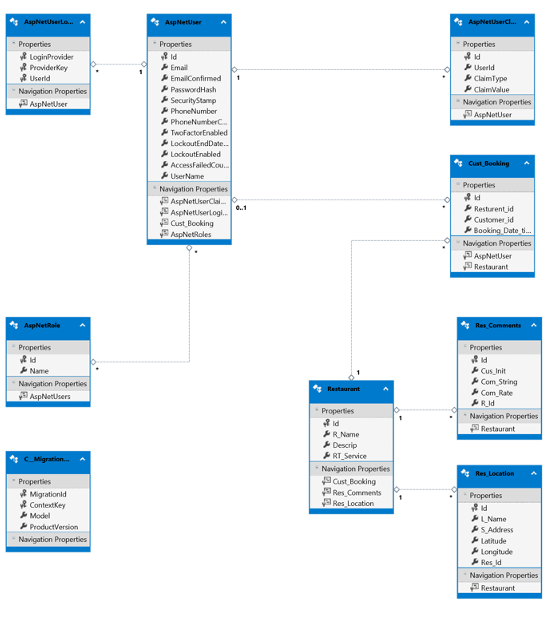 AspNetUserLo...
Properties
LoginProvider
ProviderKey
UserId
Navigation Properties
AspNetUser
*
1
AspNetUser
Properties
Id
Email
EmailConfirmed
PasswordHash
SecurityStamp
PhoneNumber
PhoneNumberC...
TwoFactorEnabled
LockoutEndDate...
LockoutEnabled
AccessFailedCou...
UserName
Navigation Properties
AspNetUserClai...
AspNetUserLogi...
Cust_Booking
AspNetRoles
1
*
AspNetUserCl...
Properties
Id
UserId
ClaimType
ClaimValue
Navigation Properties
AspNetUser
0..1
*
Cust_Booking
Properties
Id
Resturent_id
Customer_id
Booking_Date_ti...
Navigation Properties
AspNetUser
Restaurant
*
1
*
*
AspNetRole
Properties
Id
Name
Navigation Properties
AspNetUsers
Restaurant
Properties
Id
R_Name
Descrip
RT_Service
Navigation Properties
Cust_Booking
Res_Comments
Res_Location
1
*
1
*
Res_Comments
Properties
Id
Cus_Init
Com_String
Com_Rate
R_Id
Navigation Properties
Restaurant
C__Migration...
Properties
MigrationId
ContextKey
Model
ProductVersion
Navigation Properties
Res_Location
Properties
Id
L_Name
S_Address
Latitude
Longitude
Res_Id
Navigation Properties
Restaurant